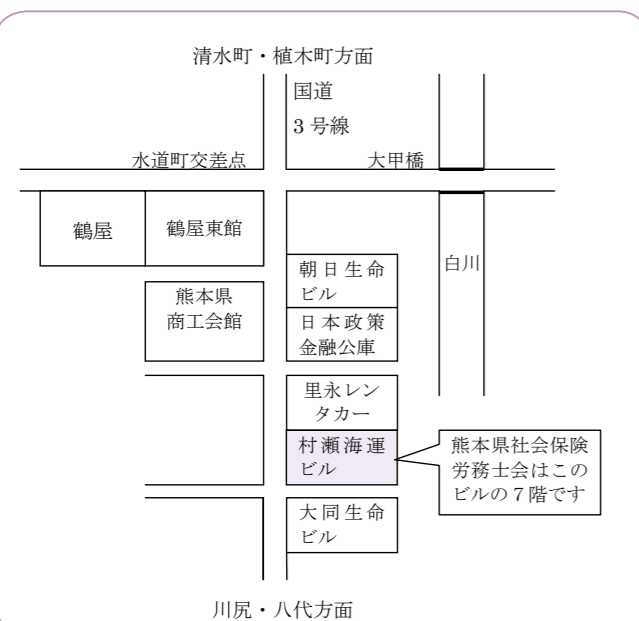 清水町・植木町方面
国道
3号線
水道町交差点
大甲橋
鶴屋
鶴屋東館
白川
朝日生命
ビル
熊本県
商工会館
日本政策
金融公庫
里永レン
タカー
村瀬海運
ビル
熊本県社会保険
労務士会はこの
ビルの7階です
大同生命
ビル
川尻・八代方面